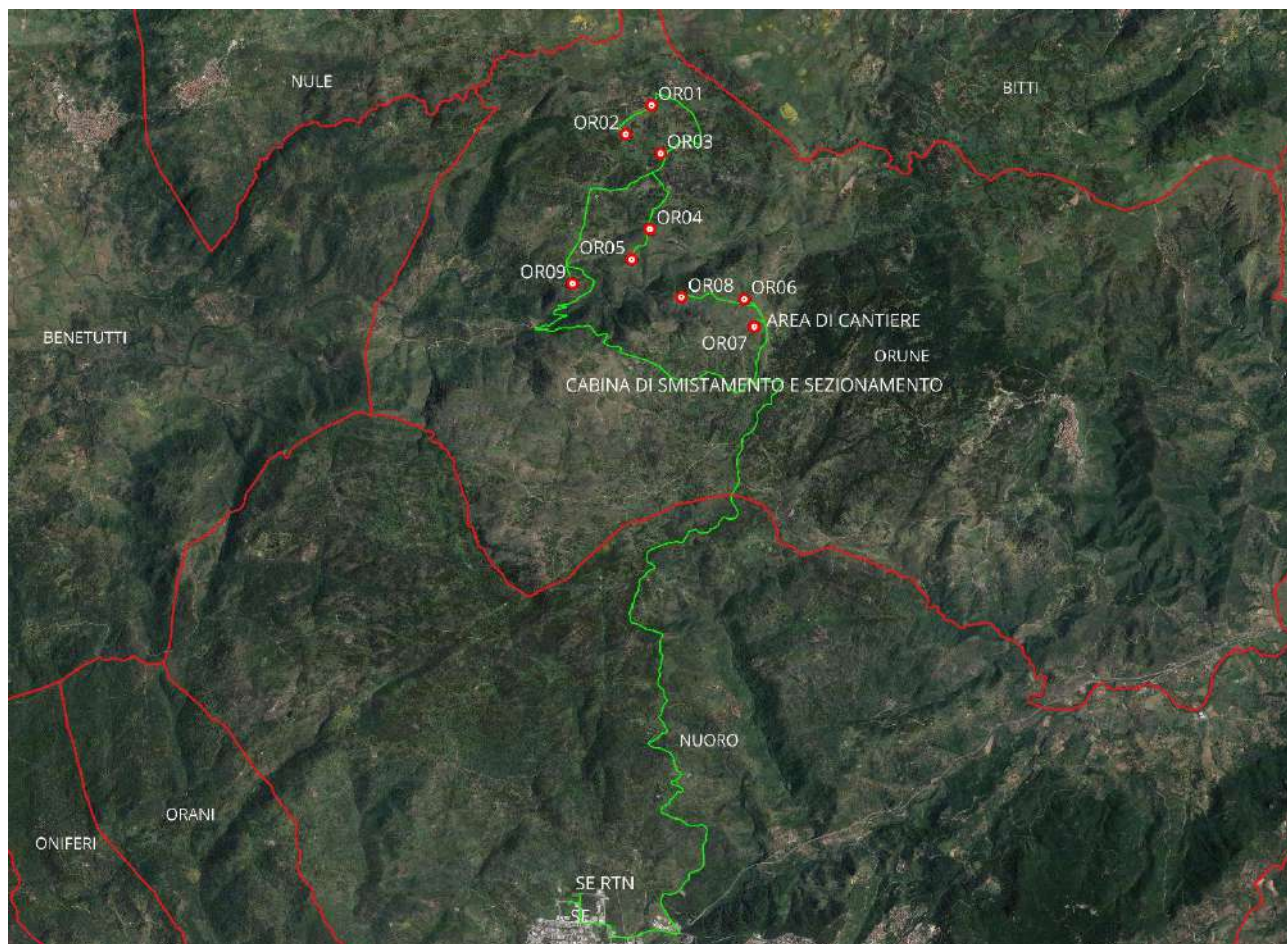 NULE
BITTI
OR01
OR02
OR03
OR04
OR05
OR09
OR08
OR06
AREA DI CANTIERE
OR07
BENETUTTI
ORUNE
CABINA DI SMISTAMENTO E SEZIONAMENTO
NUORO
ORANI
ONIFERI
SE RTN
SE